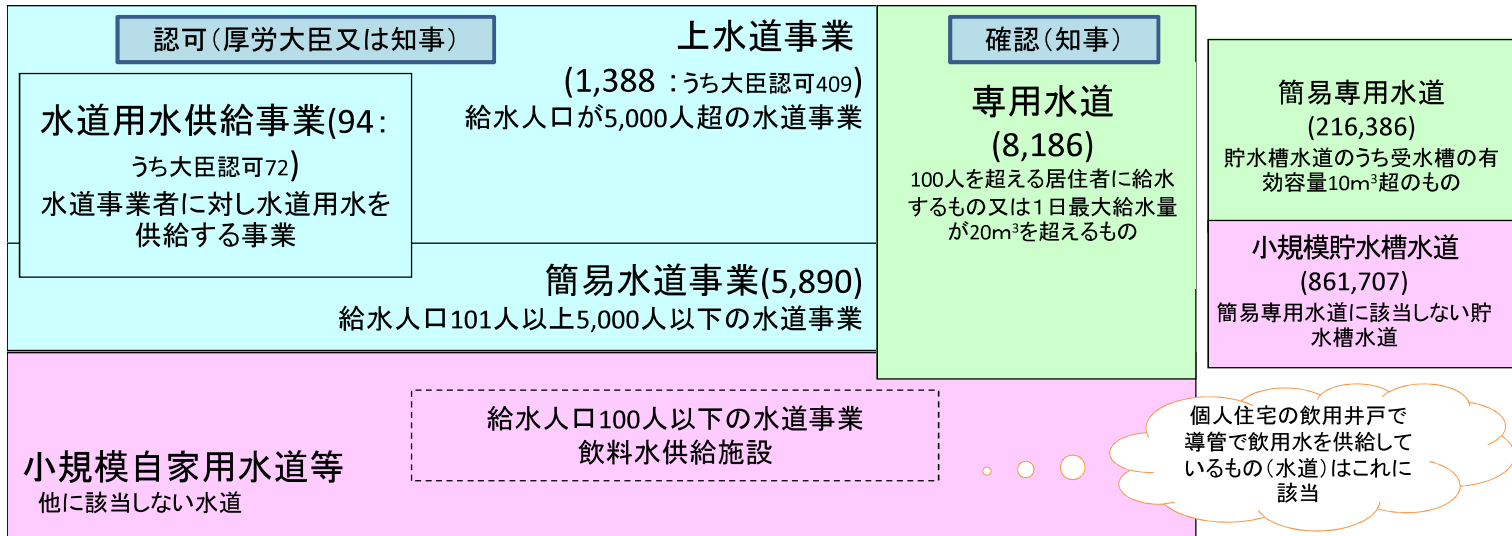 認可（厚労大臣又は知事）
上水道事業
(1,388 ：うち大臣認可409)
給水人口が5,000人超の水道事業
水道用水供給事業(94：
うち大臣認可72)
水道事業者に対し水道用水を
供給する事業
簡易水道事業(5,890)
給水人口101人以上5,000人以下の水道事業
確認（知事）
専用水道
(8,186)
100人を超える居住者に給水
するもの又は１日最大給水量
が20m³を超えるもの
簡易専用水道
(216,386)
貯水槽水道のうち受水槽の有
効容量10m³超のもの
小規模貯水槽水道
(861,707)
簡易専用水道に該当しない貯
水槽水道
給水人口100人以下の水道事業
飲料水供給施設
小規模自家用水道等
他に該当しない水道
個人住宅の飲用井戸で
導管で飲用水を供給して
いるもの（水道）はこれに
該当